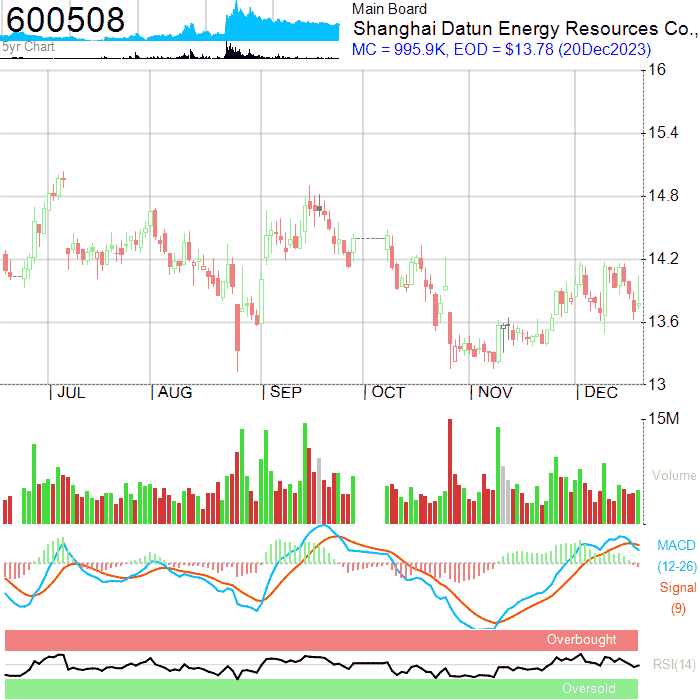 600508
5yr Chart
Main Board
Shanghai Datun Energy Resources Co.,
MC = 995.9K, EOD = $13.78 (20Dec2023)
16
15.4
14.8
14.2
13.6
13
JUL AUG SEP OCT NOV DEC
15M
Volume
MACD
(12-26)
Signal
(9)
Overbought
RSI(14)
Oversold